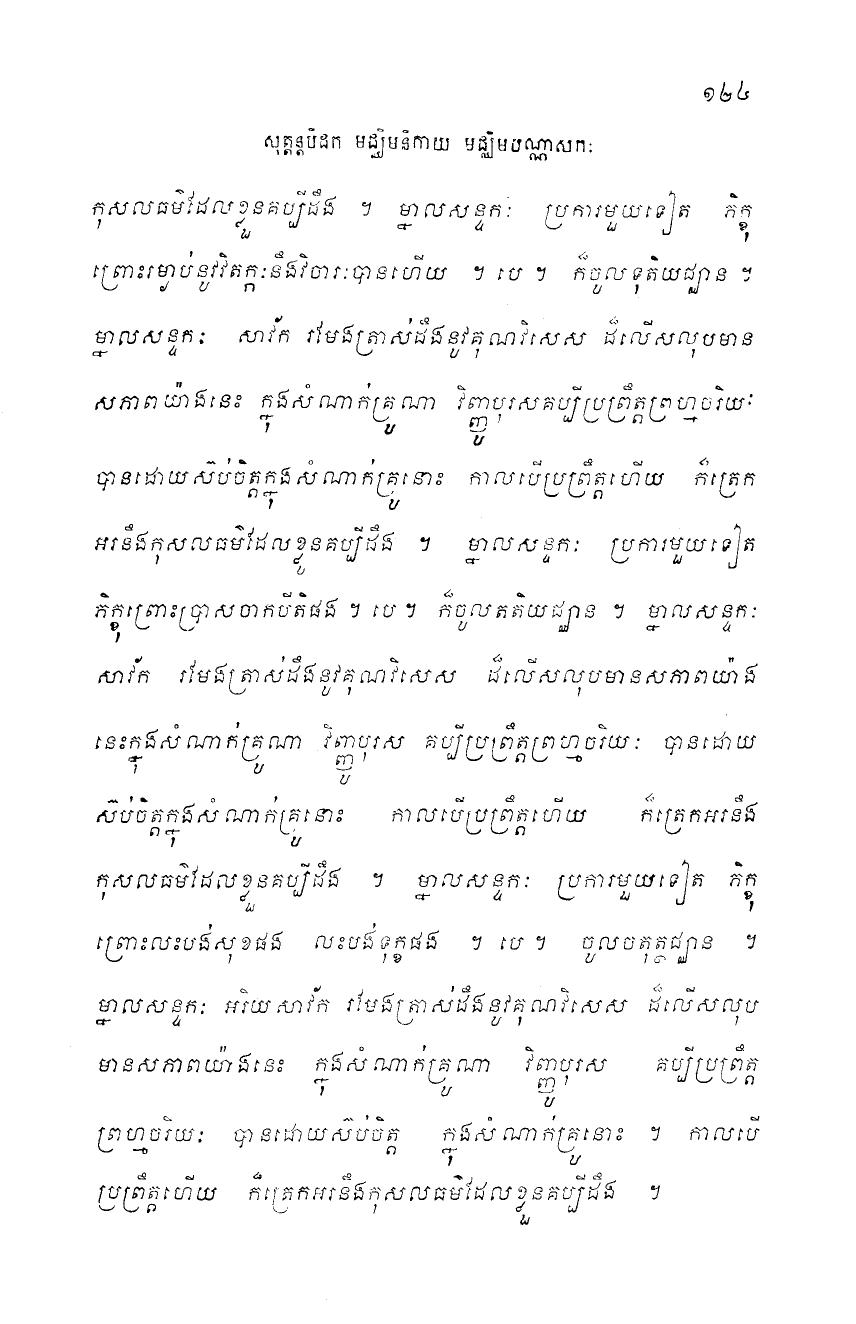 ១២៤
សុត្តន្តបិដក មជ្ឈិមនិកាយ មជ្ឈិមបណ្ណាសកៈ
កុសលធម៌ដែលខ្លួនគប្បីដឹង ។ ម្នាលសន្ទកៈ ប្រការមួយទៀត ភិក្ខុ
ព្រោះរម្ងាប់នូវវិតក្កៈនឹងវិចារៈបានហើយ ។ បេ ។ ក៏ចូលទុតិយជ្ឈាន ។
ម្នាលសន្ទកៈ សាវ័ក រមែងត្រាស់ដឹងនូវគុណវិសេស ដ៏លើសលុបមាន
សភាពយ៉ាងនេះ ក្នុងសំណាក់គ្រូណា វិញ្ញូបុរសគប្បីប្រព្រឹត្តព្រហ្មចរិយៈ
បានដោយស៊ប់ចិត្តក្នុងសំណាក់គ្រូនោះ កាលបើប្រព្រឹត្តហើយ ក៏ត្រេក
អរនឹងកុសលធម៌ដែលខ្លួនគប្បីដឹង ។ ម្នាលសន្ទកៈ ប្រការមួយទៀត
ភិក្ខុព្រោះប្រាសចាកបីតិផង ។ បេ ។ ក៏ចូលតតិយជ្ឈាន ។ ម្នាលសន្ទកៈ
សាវ័ក រមែងត្រាស់ដឹងនូវគុណវិសេស ដ៏លើសលុបមានសភាពយ៉ាង
នេះក្នុងសំណាក់គ្រូណា វិញ្ញូបុរស គប្បីប្រព្រឹត្តព្រហ្មចរិយៈ បានដោយ
ស៊ប់ចិត្តក្នុងសំណាក់គ្រូនោះ កាលបើប្រព្រឹត្តហើយ ក៏ត្រេកអរនឹង
កុសលធម៌ដែលខ្លួនគប្បីដឹង ។ ម្នាលសន្ទកៈ ប្រការមួយទៀត ភិក្ខុ
ព្រោះលះបង់សុខផង លះបង់ទុក្ខផង ។ បេ ។ ចូលចតុត្ថជ្ឈាន ។
ម្នាលសន្ទកៈ អរិយសាវ័ក រមែងត្រាស់ដឹងនូវគុណវិសេស ដ៏លើសលុប
មានសភាពយ៉ាងនេះ ក្នុងសំណាក់គ្រូណា វិញ្ញូបុរស គប្បីប្រព្រឹត្ត
ព្រហ្មចរិយៈ បានដោយស៊ប់ចិត្ត ក្នុងសំណាក់គ្រូនោះ ។ កាលបើ
ប្រព្រឹត្តហើយ ក៏ត្រេកអរនឹងកុសលធម៌ដែលខ្លួនគប្បីដឹង ។